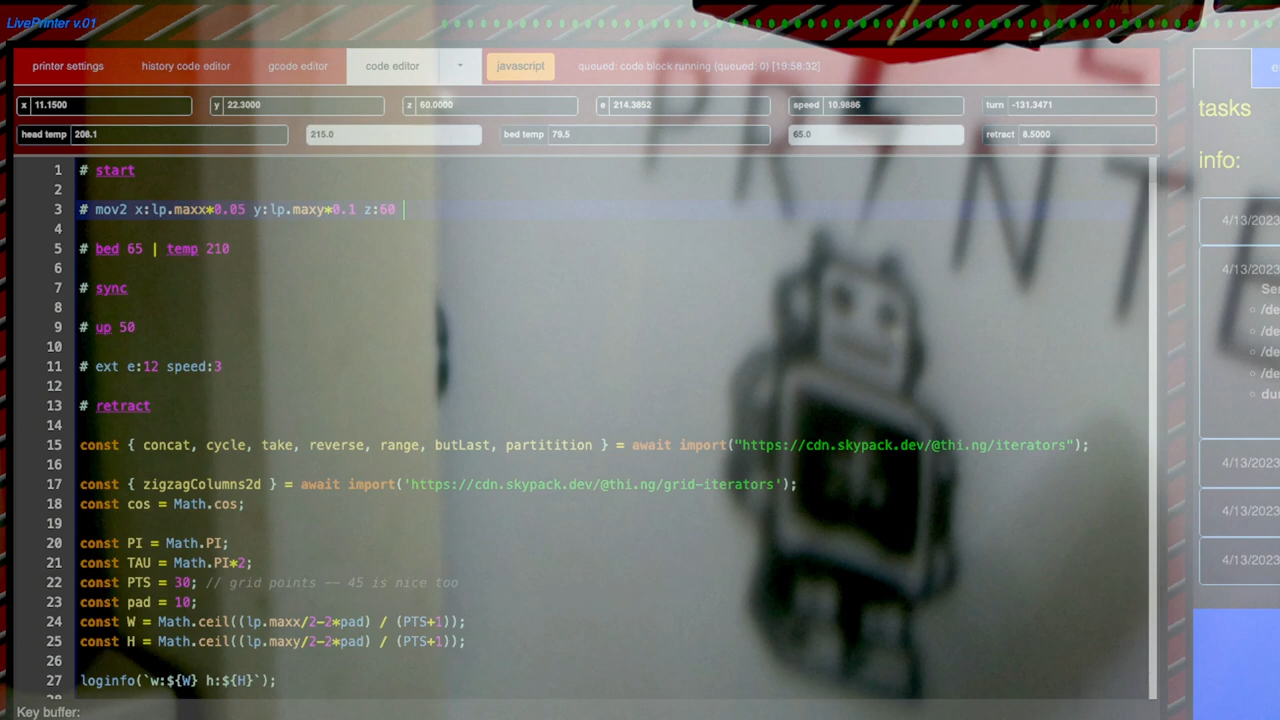 LivePrinter v.01
printer settings history code editor gcode editor code editor javascript queued: code block running (queued: 0) [19:58:32]
x 11.1500 y 22.3000 z 60.0000 e 214.3852 speed 10.9886 turn -131.3471
head temp 208.1 215.0 bed temp 79.5 65.0 retract 8.5000
1 # start
2
3 # mov2 x:lp.maxx*0.05 y:lp.maxy*0.1 z:60
4
5 # bed 65 | temp 210
6
7 # sync
8
9 # up 50
10
11 # ext e:12 speed:3
12
13 # retract
14
15 const { concat, cycle, take, reverse, range, butLast, partitition } = await import("https://cdn.skypack.dev/@thi.ng/iterators");
16
17 const { zigzagColumns2d } = await import('https://cdn.skypack.dev/@thi.ng/grid-iterators');
18 const cos = Math.cos;
19
20 const PI = Math.PI;
21 const TAU = Math.PI*2;
22 const PTS = 30; // grid points -- 45 is nice too
23 const pad = 10;
24 const W = Math.ceil((lp.maxx/2-2*pad) / (PTS+1));
25 const H = Math.ceil((lp.maxy/2-2*pad) / (PTS+1));
26
27 loginfo(`w:${W} h:${H}`);
Key buffer:
tasks
info:
4/13/2023
4/13/2023
Se
/de
/de
/de
/de
du
4/13/2023
4/13/2023
4/13/2023
PRINTE